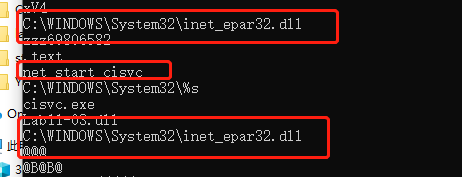 oxV4
C:\WINDOWS\System32\inet_epar32.dll
zzz69806582
.text
net start cisvc
C:\WINDOWS\System32\%s
cisvc.exe
Lab11-03.dll
C:\WINDOWS\System32\inet_epar32.dll
@@@
@B@B@